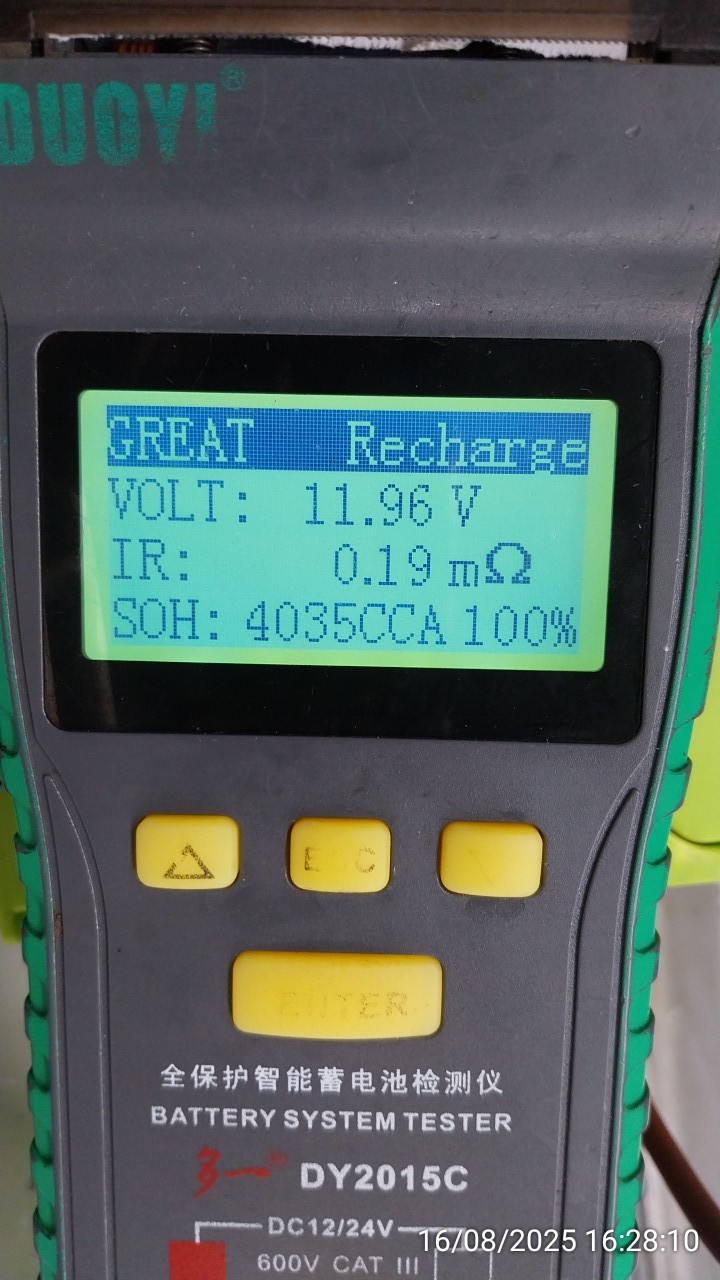 DUOYI®
GREAT Recharge
VOLT: 11.96 V
IR: 0.19 mΩ
SOH: 4035CCA 100%
ESC
ENTER
全保护智能蓄电池检测仪
BATTERY SYSTEM TESTER
多一® DY2015C
DC12/24V
600V CAT III
16/08/2025 16:28:10